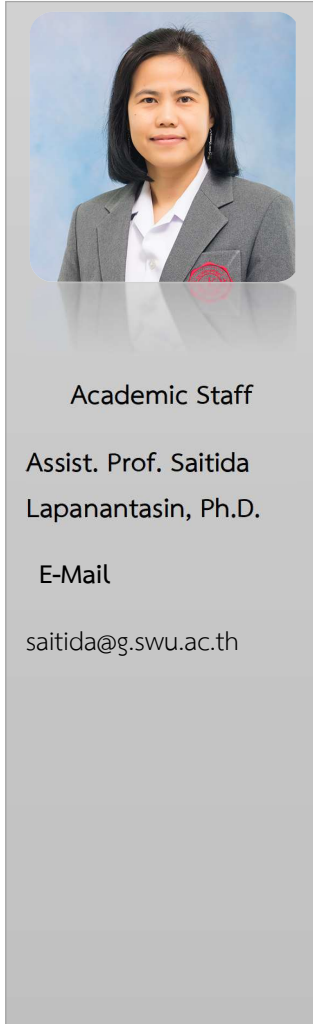 Academic Staff
Assist. Prof. Saitida
Lapanantasin, Ph.D.
E-Mail
saitida@g.swu.ac.th